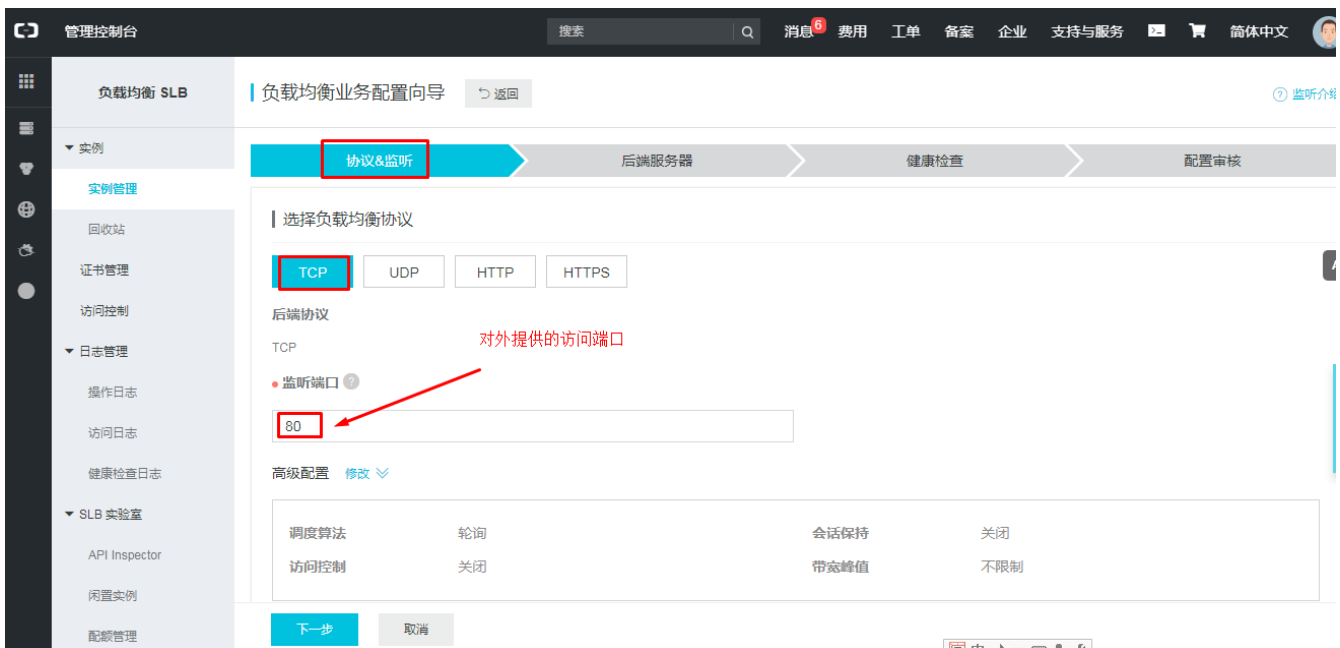 管理控制台
搜索
消息 6 费用 工单 备案 企业 支持与服务 简体中文
负载均衡 SLB
实例
实例管理
回收站
证书管理
访问控制
日志管理
操作日志
访问日志
健康检查日志
SLB 实验室
API Inspector
闲置实例
配额管理
负载均衡业务配置向导 返回
监听介绍
协议&监听 后端服务器 健康检查 配置审核
选择负载均衡协议
TCP UDP HTTP HTTPS
后端协议
对外提供的访问端口
TCP
监听端口
80
高级配置 修改
调度算法 轮询 会话保持 关闭
访问控制 关闭 带宽峰值 不限制
下一步 取消